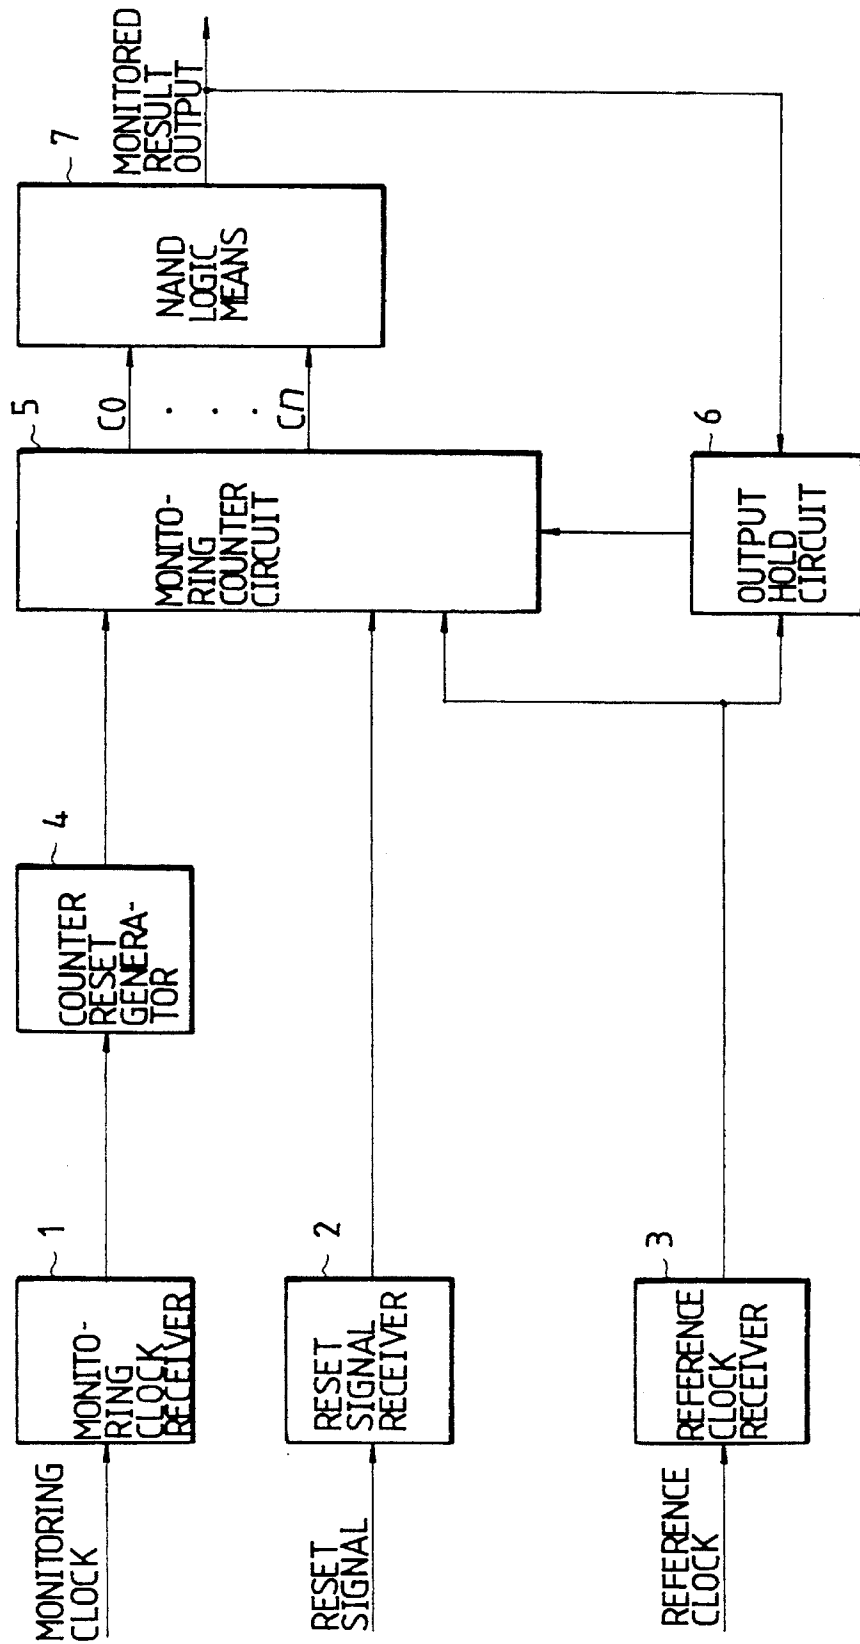 MONITORING
CLOCK
MONITO-
RING
CLOCK
RECEIVER
1
COUNTER
RESET
GENERA-
TOR
4
MONITO-
RING
COUNTER
CIRCUIT
5
C0
. . .
Cn
NAND
LOGIC
MEANS
7
MONITORED
RESULT
OUTPUT
RESET
SIGNAL
RESET
SIGNAL
RECEIVER
2
REFERENCE
CLOCK
REFERENCE
CLOCK
RECEIVER
3
OUTPUT
HOLD
CIRCUIT
6